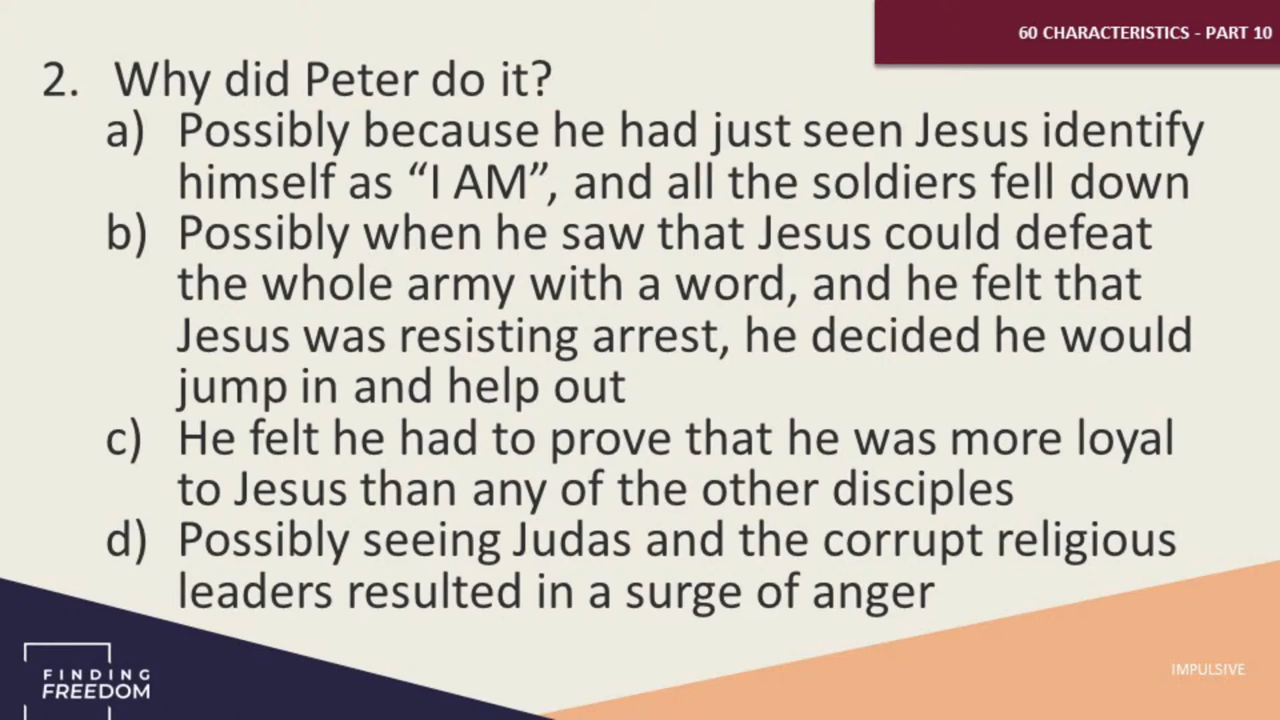 60 CHARACTERISTICS - PART 10
2. Why did Peter do it?
a) Possibly because he had just seen Jesus identify
himself as “I AM”, and all the soldiers fell down
b) Possibly when he saw that Jesus could defeat
the whole army with a word, and he felt that
Jesus was resisting arrest, he decided he would
jump in and help out
c) He felt he had to prove that he was more loyal
to Jesus than any of the other disciples
d) Possibly seeing Judas and the corrupt religious
leaders resulted in a surge of anger
FINDING
FREEDOM
IMPULSIVE